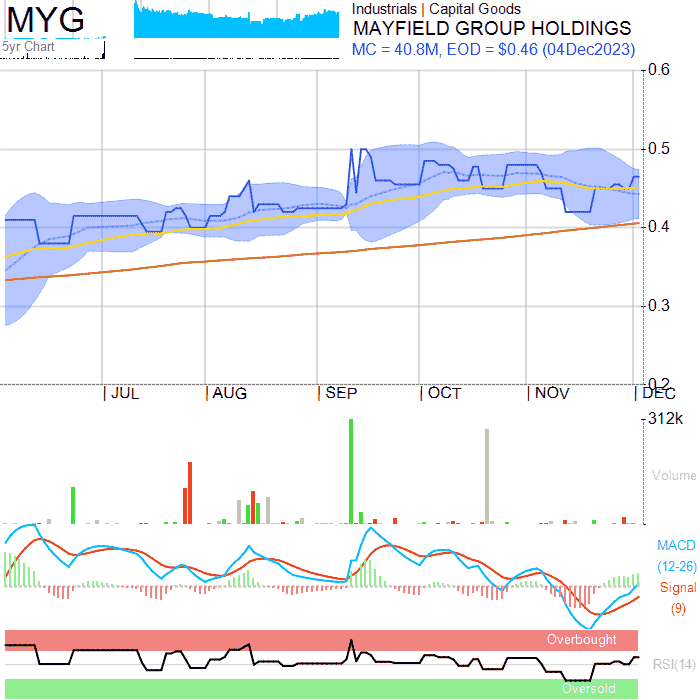 MYG
5yr Chart
Industrials | Capital Goods
MAYFIELD GROUP HOLDINGS
MC = 40.8M, EOD = $0.46 (04Dec2023)
0.6
0.5
0.4
0.3
0.2
JUL AUG SEP OCT NOV DEC
312k
Volume
MACD
(12-26)
Signal
(9)
Overbought
RSI(14)
Oversold